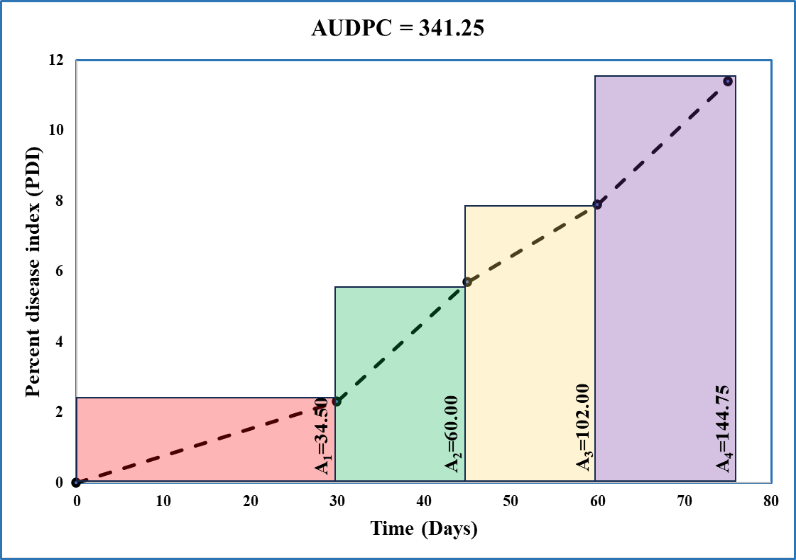 AUDPC = 341.25
Percent disease index (PDI)
12
10
8
6
4
2
0
A₁=34.50
A₂=60.00
A₃=102.00
A₄=144.75
0 10 20 30 40 50 60 70 80
Time (Days)